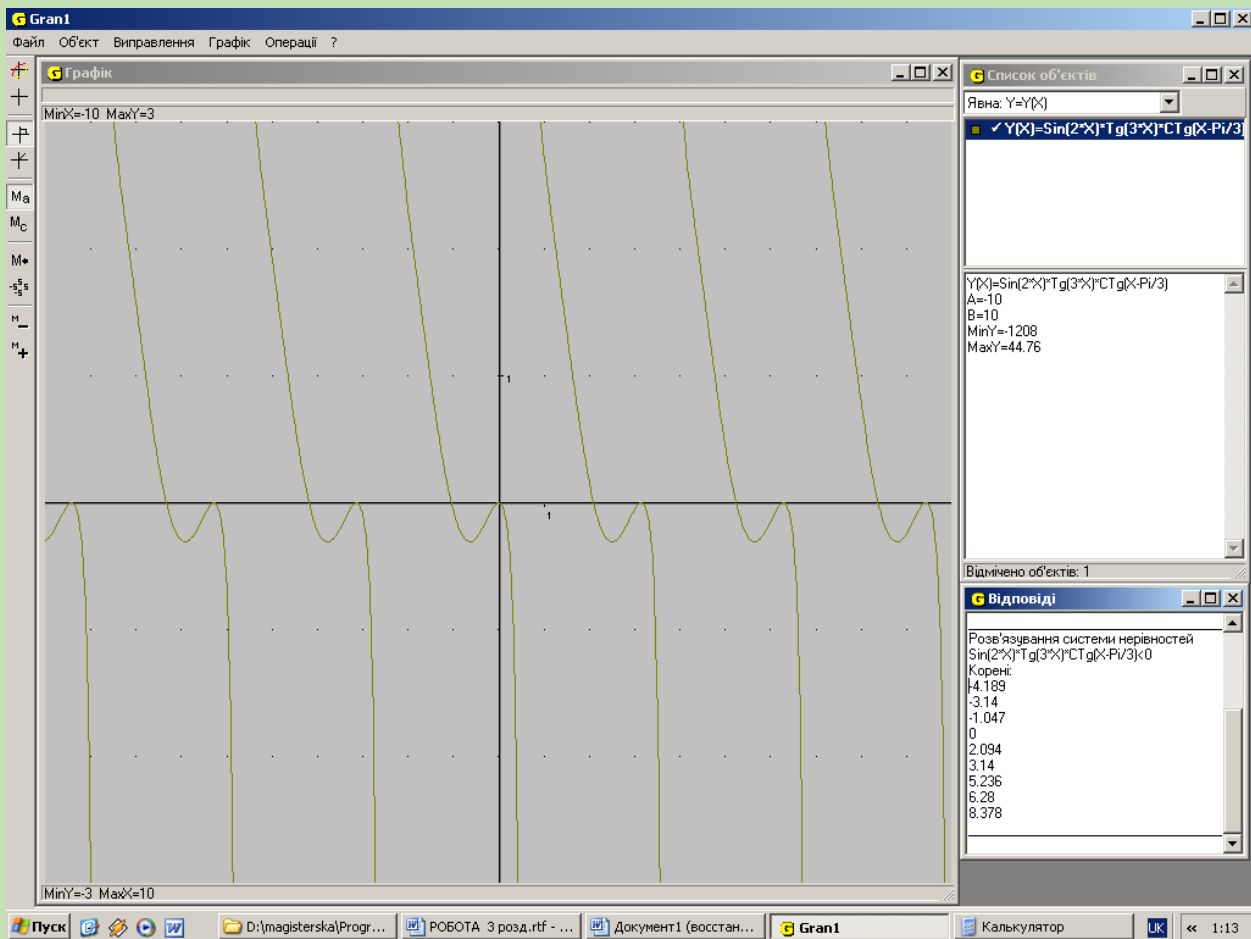 Gran1
Файл Об'єкт Виправлення Графік Операції ?
Графік
MinX=-10 MaxY=3
1
1
MinY=-3 MaxX=10
Ma
Mc
M
-s s s
M
M
Список об'єктів
Явна: Y=Y(X)
Y(X)=Sin(2*X)*Tg(3*X)*CTg(X-Pi/3)
Y(X)=Sin(2*X)*Tg(3*X)*CTg(X-Pi/3)
A=-10
B=10
MinY=-1208
MaxY=44.76
Відмічено об'єктів: 1
Відповіді
Розв'язування системи нерівностей
Sin(2*X)*Tg(3*X)*CTg(X-Pi/3)<0
Корені:
-4.189
-3.14
-1.047
0
2.094
3.14
5.236
6.28
8.378
Пуск D:\magisterska\Progr... РОБОТА 3 розд.rtf - ... Документ1 (восстан... Gran1 Калькулятор UK « 1:13